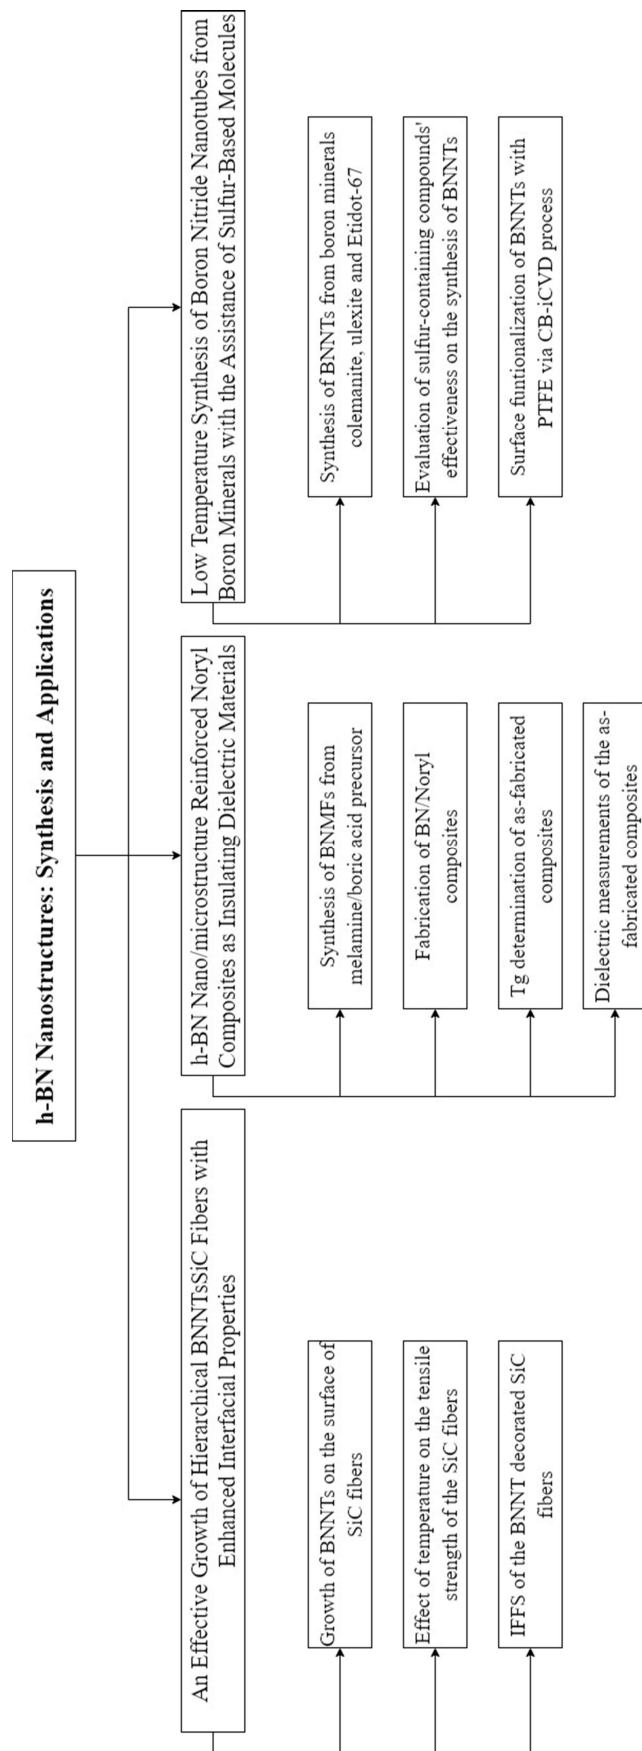 h-BN Nanostructures: Synthesis and Applications
An Effective Growth of Hierarchical BNNTsSiC Fibers with
Enhanced Interfacial Properties
Growth of BNNTs on the surface of
SiC fibers
Effect of temperature on the tensile
strength of the SiC fibers
IFFS of the BNNT decorated SiC
fibers
h-BN Nano/microstructure Reinforced Noryl
Composites as Insulating Dielectric Materials
Synthesis of BNMFs from
melamine/boric acid precursor
Fabrication of BN/Noryl
composites
Tg determination of as-fabricated
composites
Dielectric measurements of the as-
fabricated composites
Low Temperature Synthesis of Boron Nitride Nanotubes from
Boron Minerals with the Assistance of Sulfur-Based Molecules
Synthesis of BNNTs from boron minerals
colemanite, ulexite and Etidot-67
Evaluation of sulfur-containing compounds'
effectiveness on the synthesis of BNNTs
Surface funtionalization of BNNTs with
PTFE via CB-iCVD process